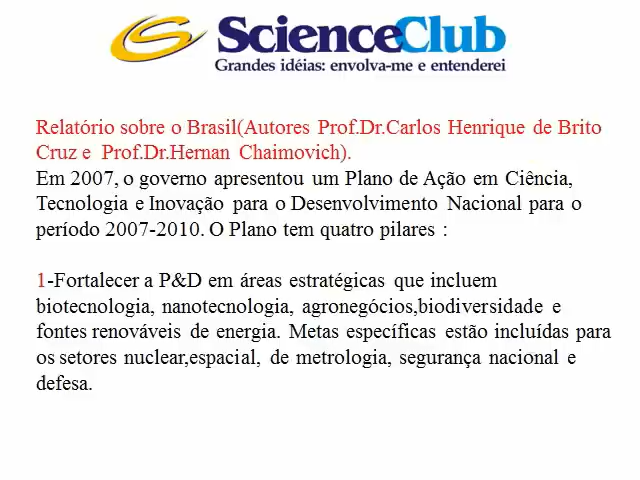 ScienceClub
Grandes idéias: envolva-me e entenderei
Relatório sobre o Brasil(Autores Prof.Dr.Carlos Henrique de Brito
Cruz e Prof.Dr.Hernan Chaimovich).
Em 2007, o governo apresentou um Plano de Ação em Ciência,
Tecnologia e Inovação para o Desenvolvimento Nacional para o
período 2007-2010. O Plano tem quatro pilares :
1-Fortalecer a P&D em áreas estratégicas que incluem
biotecnologia, nanotecnologia, agronegócios,biodiversidade e
fontes renováveis de energia. Metas específicas estão incluídas para
os setores nuclear,espacial, de metrologia, segurança nacional e
defesa.